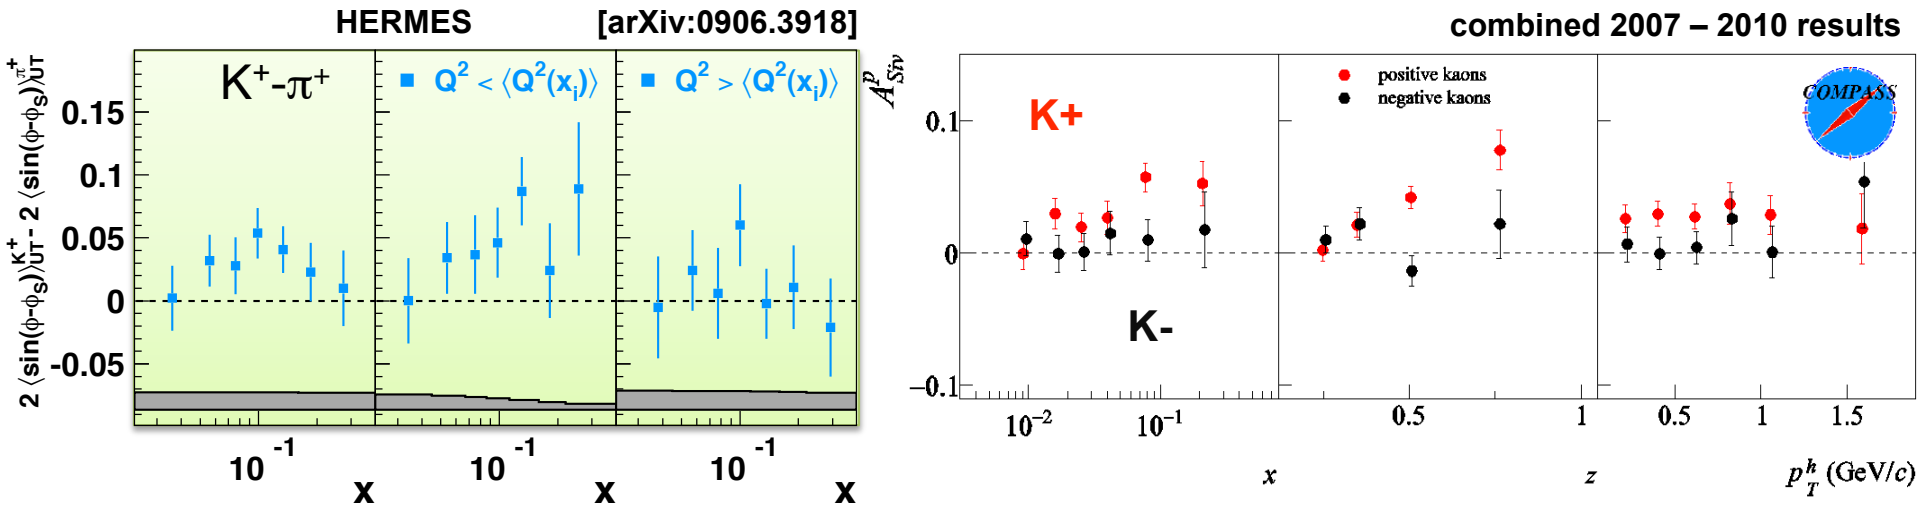 HERMES [arXiv:0906.3918]
2 ⟨sin(ϕ-ϕS)⟩UT^K+ - 2 ⟨sin(ϕ-ϕS)⟩UT^π+
K+-π+
Q2 < ⟨Q2(xi)⟩
Q2 > ⟨Q2(xi)⟩
0.15
0.1
0.05
0
-0.05
10-1 10-1 10-1
x x x
combined 2007 – 2010 results
A^p_Siv
positive kaons
negative kaons
COMPASS
K+
K-
0.1
0
−0.1
10−2 10−1 0.5 1 0.5 1 1.5
x z p^h_T (GeV/c)